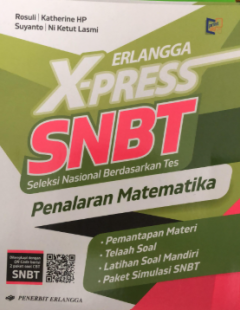 Rosuli | Katherine HP
Suyanto | Ni Ketut Lasmi
ERLANGGA
X-PRESS
SNBT
Seleksi Nasional Berdasarkan Tes
Penalaran Matematika
• Pemantapan Materi
• Telaah Soal
• Latihan Soal Mandiri
• Paket Simulasi SNBT
SNBT
PENERBIT ERLANGGA